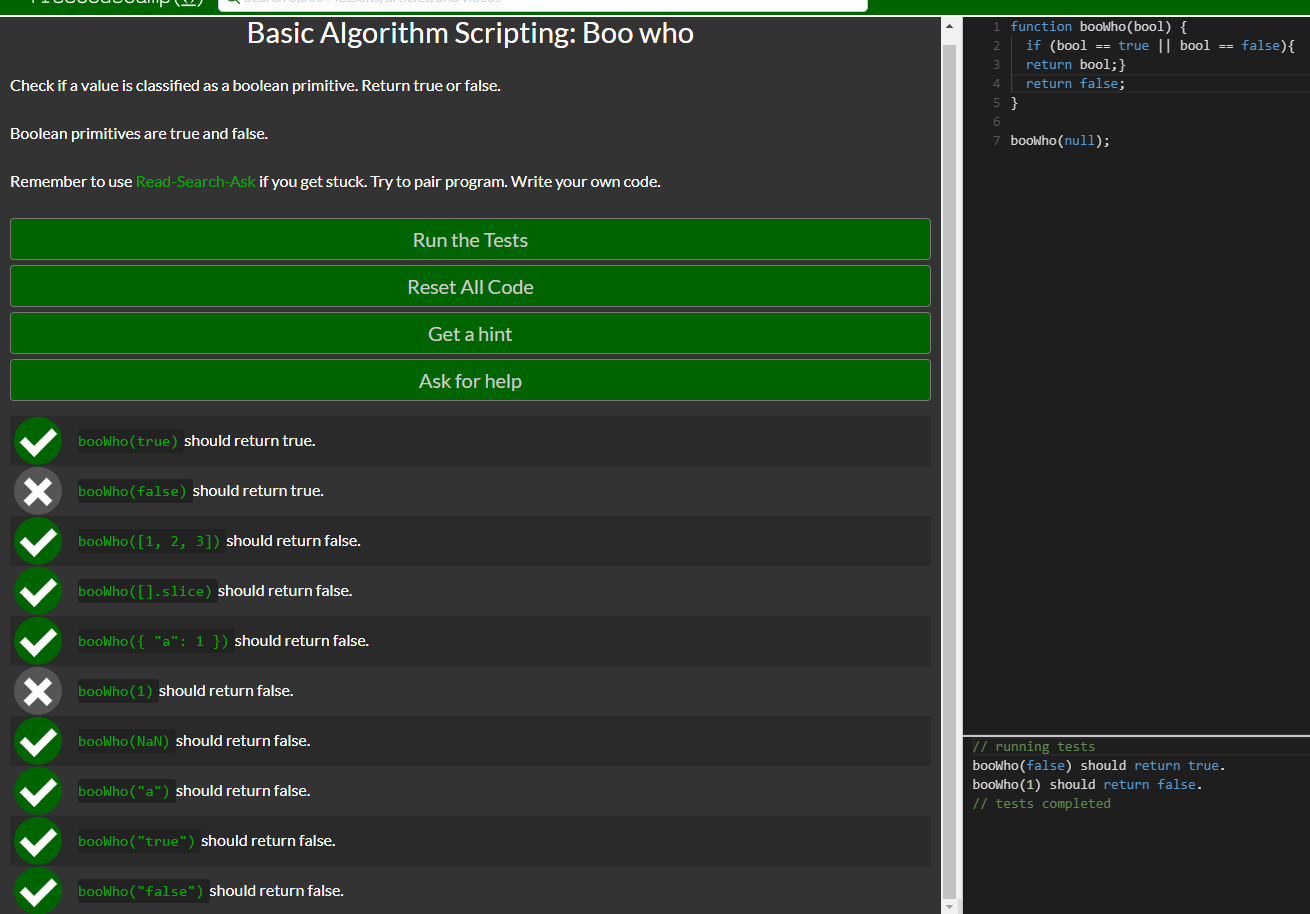 Basic Algorithm Scripting: Boo who
Check if a value is classified as a boolean primitive. Return true or false.
Boolean primitives are true and false.
Remember to use Read-Search-Ask if you get stuck. Try to pair program. Write your own code.
Run the Tests
Reset All Code
Get a hint
Ask for help
booWho(true) should return true.
booWho(false) should return true.
booWho([1, 2, 3]) should return false.
booWho([].slice) should return false.
booWho({ "a": 1 }) should return false.
booWho(1) should return false.
booWho(NaN) should return false.
booWho("a") should return false.
booWho("true") should return false.
booWho("false") should return false.
1 function booWho(bool) {
2 if (bool == true || bool == false){
3 return bool;}
4 return false;
5 }
6
7 booWho(null);
// running tests
booWho(false) should return true.
booWho(1) should return false.
// tests completed